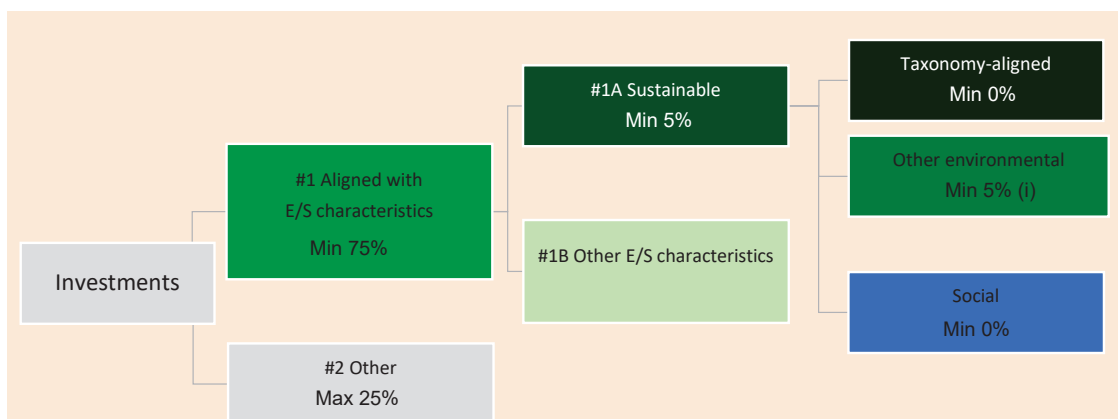 Investments
#1 Aligned with
E/S characteristics
Min 75%
#2 Other
Max 25%
#1A Sustainable
Min 5%
#1B Other E/S characteristics
Taxonomy-aligned
Min 0%
Other environmental
Min 5% (i)
Social
Min 0%